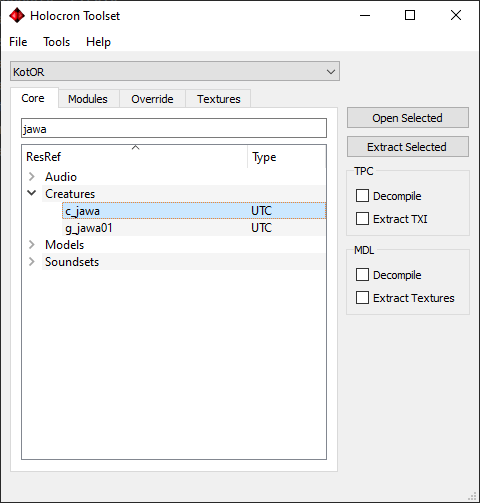 Holocron Toolset
File Tools Help
KotOR
Core Modules Override Textures
jawa
Open Selected
Extract Selected
ResRef Type
Audio
Creatures
c_jawa UTC
g_jawa01 UTC
Models
Soundsets
TPC
Decompile
Extract TXI
MDL
Decompile
Extract Textures